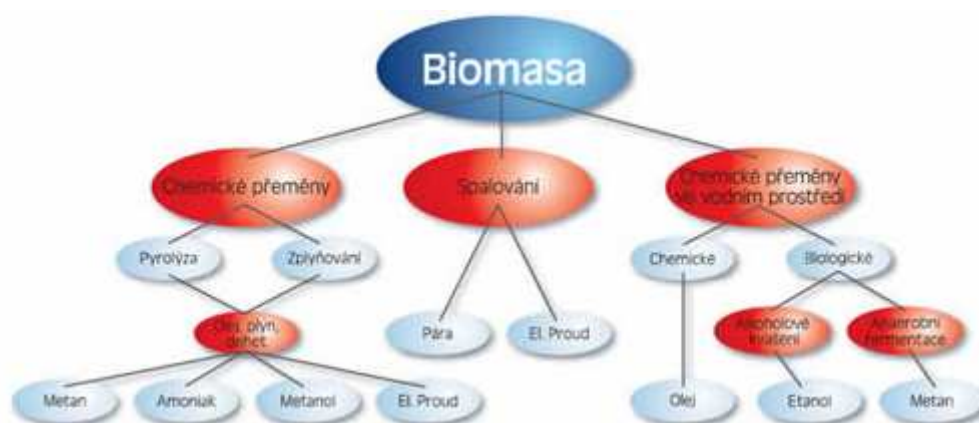 Biomasa
Chemické přeměny
Spalování
Chemické přeměny
ve vodním prostředí
Pyrolýza
Zplyňování
Chemické
Biologické
Olej, plyn,
dehet
Pára
El. Proud
Alkoholové
kvašení
Anaerobní
fermentace
Metan
Amoniak
Metanol
El. Proud
Olej
Etanol
Metan